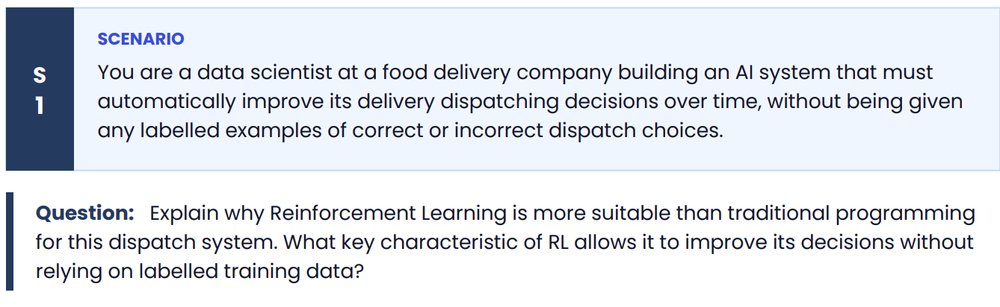 S
1
SCENARIO
You are a data scientist at a food delivery company building an AI system that must
automatically improve its delivery dispatching decisions over time, without being given
any labelled examples of correct or incorrect dispatch choices.
Question: Explain why Reinforcement Learning is more suitable than traditional programming
for this dispatch system. What key characteristic of RL allows it to improve its decisions without
relying on labelled training data?